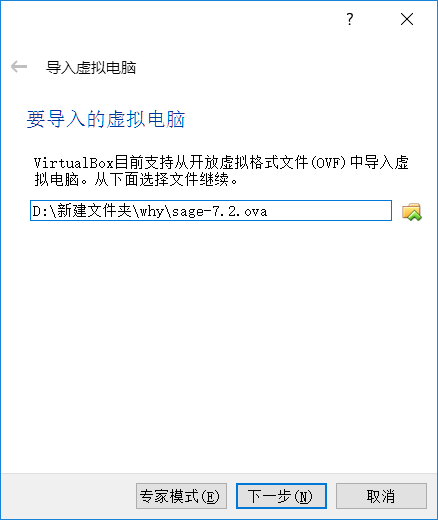 ?
导入虚拟电脑
要导入的虚拟电脑
VirtualBox目前支持从开放虚拟格式文件(OVF)中导入虚
拟电脑。从下面选择文件继续。
D:\新建文件夹\why\sage-7.2.ova
专家模式(E) 下一步(N) 取消